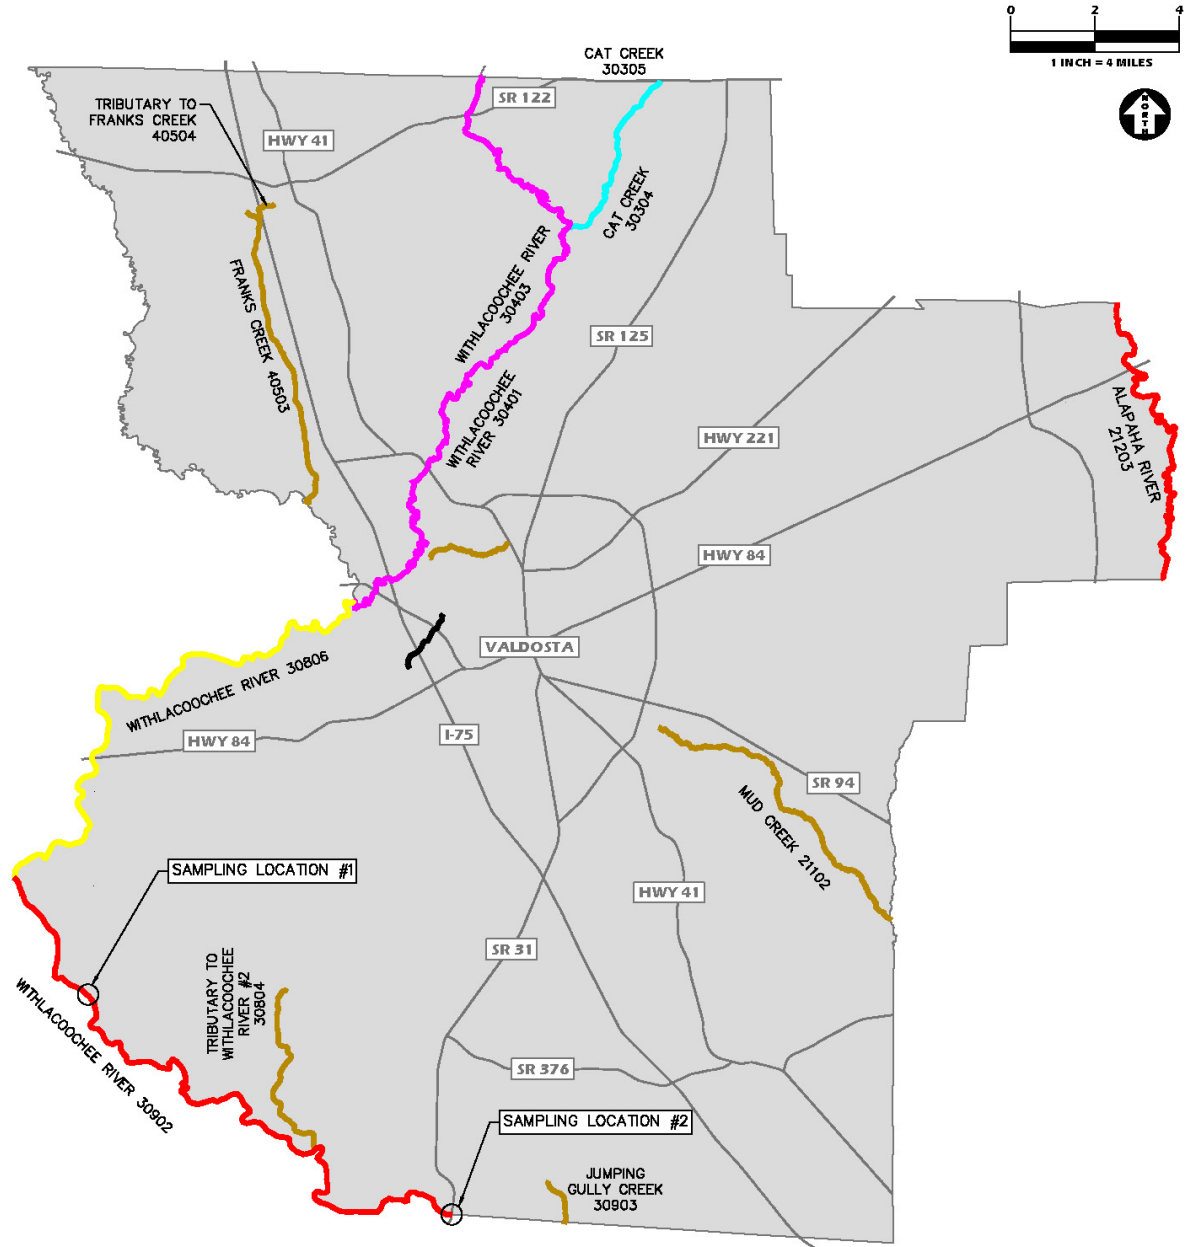 0 2 4
1 INCH = 4 MILES
NORTH
CAT CREEK
30305
SR 122
TRIBUTARY TO
FRANKS CREEK
40504
HWY 41
CAT CREEK
30304
WITHLACOOCHEE RIVER
30403
FRANKS CREEK 40503
SR 125
WITHLACOOCHEE
RIVER 30401
HWY 221
ALAPAHA RIVER
21203
HWY 84
VALDOSTA
WITHLACOOCHEE RIVER 30806
HWY 84
I-75
SR 94
MUD CREEK 21102
SAMPLING LOCATION #1
HWY 41
SR 31
TRIBUTARY TO
WITHLACOOCHEE
RIVER #2
30804
WITHLACOOCHEE RIVER 30902
SR 376
SAMPLING LOCATION #2
JUMPING
GULLY CREEK
30903